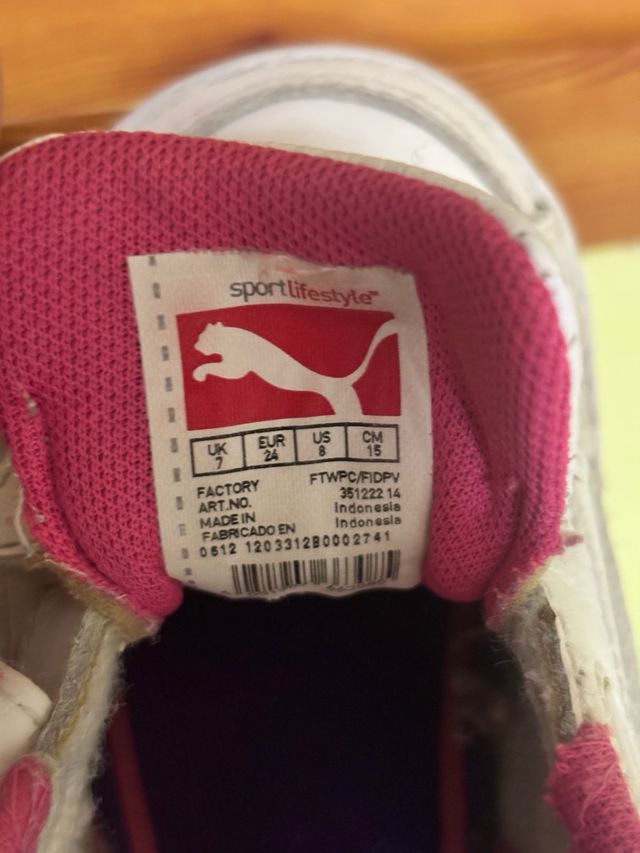 sportlifestyle™
UK EUR US CM
7 24 8 15
FACTORY FTWPC/FIDPV
ART.NO. 351222 14
MADE IN Indonesia
FABRICADO EN Indonesia
0612 1203312B0002741